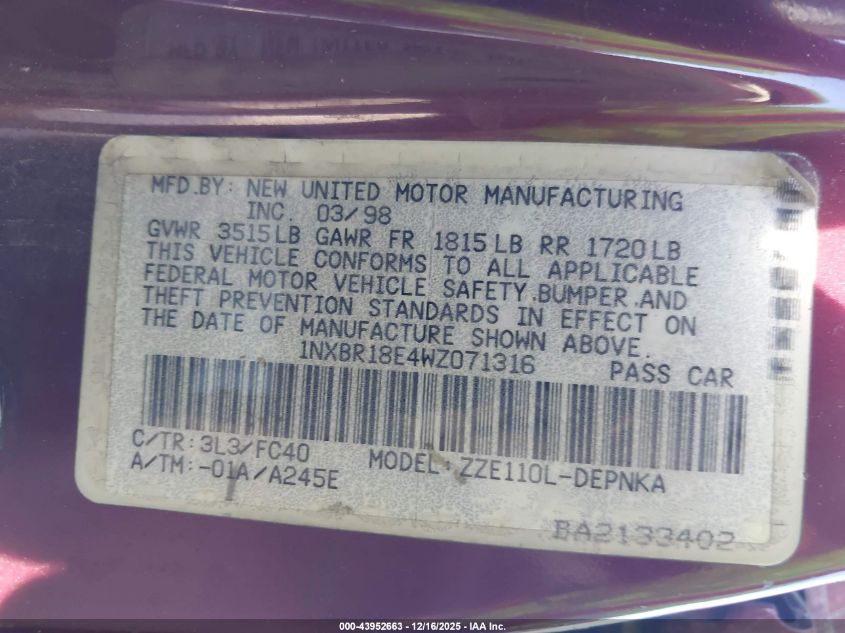 MFD.BY: NEW UNITED MOTOR MANUFACTURING
INC. 03/98
GVWR 3515LB GAWR FR 1815LB RR 1720LB
THIS VEHICLE CONFORMS TO ALL APPLICABLE
FEDERAL MOTOR VEHICLE SAFETY,BUMPER,AND
THEFT PREVENTION STANDARDS IN EFFECT ON
THE DATE OF MANUFACTURE SHOWN ABOVE.
1NXBR18E4WZ071316 PASS CAR
C/TR:3L3/FC40
A/TM:-01A/A245E MODEL:ZZE110L-DEPNKA
BA2133402
000-43952663 - 12/16/2025 - IAA Inc.